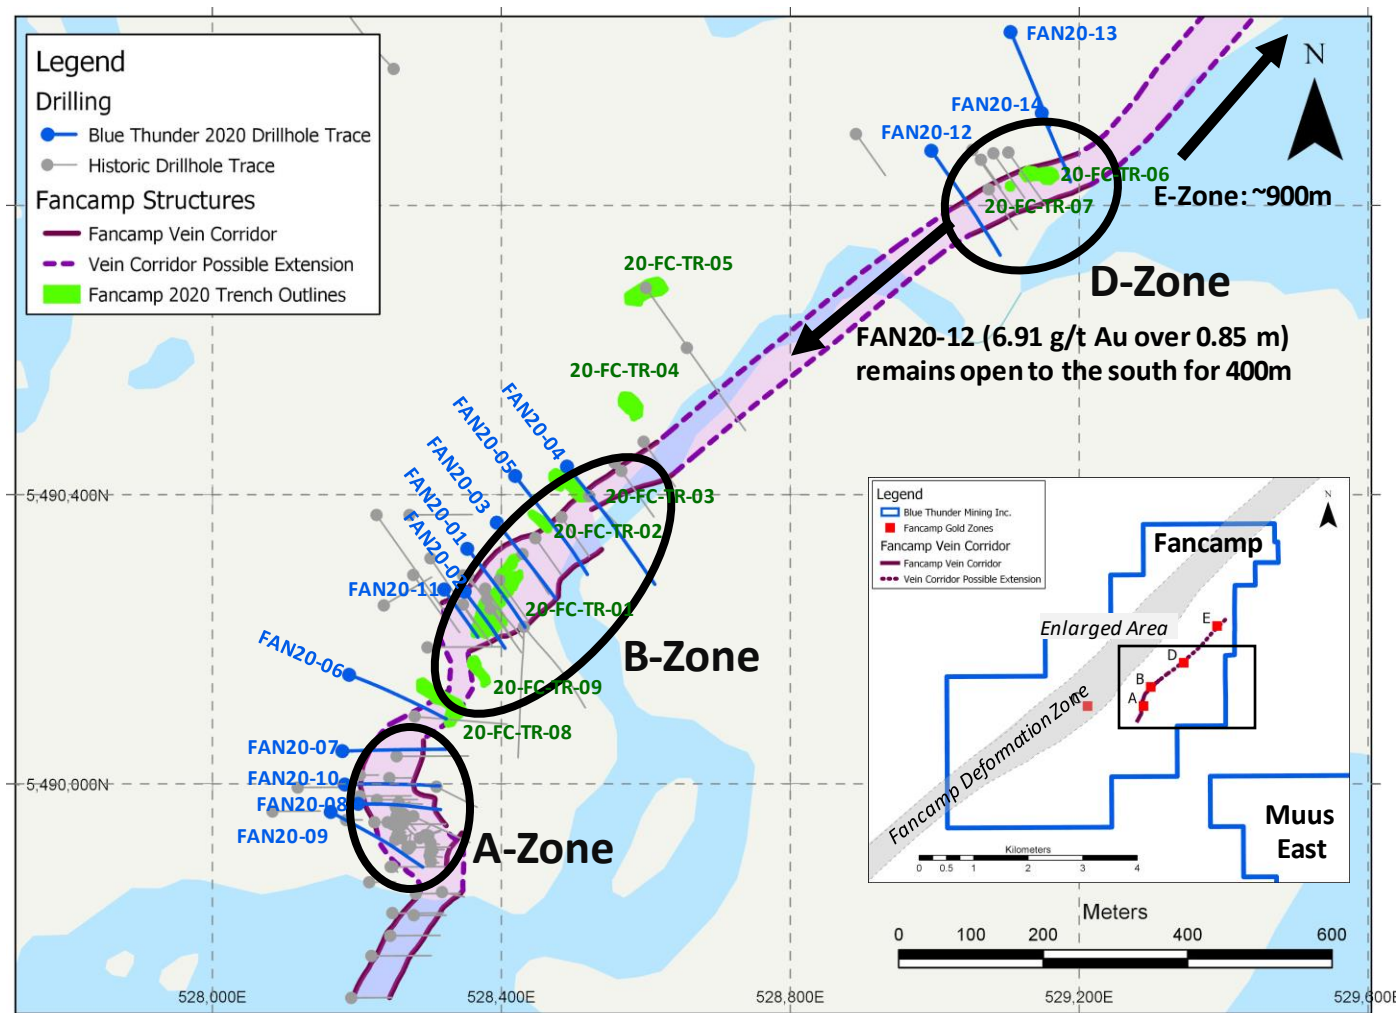 Legend
Drilling
Blue Thunder 2020 Drillhole Trace
Historic Drillhole Trace
Fancamp Structures
Fancamp Vein Corridor
Vein Corridor Possible Extension
Fancamp 2020 Trench Outlines
FAN20-13
N
FAN20-14
FAN20-12
20-FC-TR-06
E-Zone: ~900m
20-FC-TR-07
D-Zone
20-FC-TR-05
FAN20-12 (6.91 g/t Au over 0.85 m)
remains open to the south for 400m
20-FC-TR-04
FAN20-04
FAN20-05
FAN20-03
FAN20-01
FAN20-02
5,490,400N
20-FC-TR-03
20-FC-TR-02
FAN20-11
20-FC-TR-01
FAN20-06
B-Zone
20-FC-TR-09
20-FC-TR-08
FAN20-07
FAN20-10
5,490,000N
FAN20-08
FAN20-09
A-Zone
Legend
Blue Thunder Mining Inc.
Fancamp Gold Zones
Fancamp Vein Corridor
Fancamp Vein Corridor
Vein Corridor Possible Extension
N
Fancamp
Enlarged Area
E
D
B
A
Fancamp Deformation Zone
Muus
East
Kilometers
0 0.5 1 2 3 4
Meters
0 100 200 400 600
528,000E
528,400E
528,800E
529,200E
529,600E